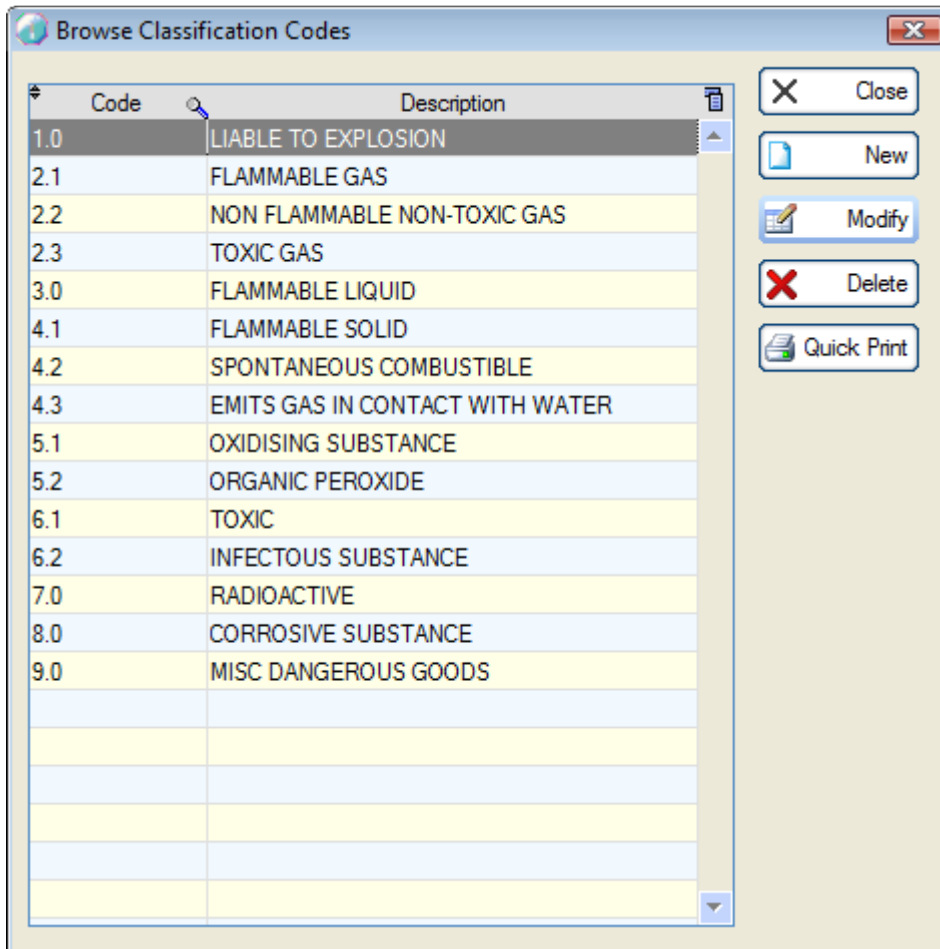 Browse Classification Codes
Code Description
1.0 LIABLE TO EXPLOSION
2.1 FLAMMABLE GAS
2.2 NON FLAMMABLE NON-TOXIC GAS
2.3 TOXIC GAS
3.0 FLAMMABLE LIQUID
4.1 FLAMMABLE SOLID
4.2 SPONTANEOUS COMBUSTIBLE
4.3 EMITS GAS IN CONTACT WITH WATER
5.1 OXIDISING SUBSTANCE
5.2 ORGANIC PEROXIDE
6.1 TOXIC
6.2 INFECTOUS SUBSTANCE
7.0 RADIOACTIVE
8.0 CORROSIVE SUBSTANCE
9.0 MISC DANGEROUS GOODS
Close
New
Modify
Delete
Quick Print